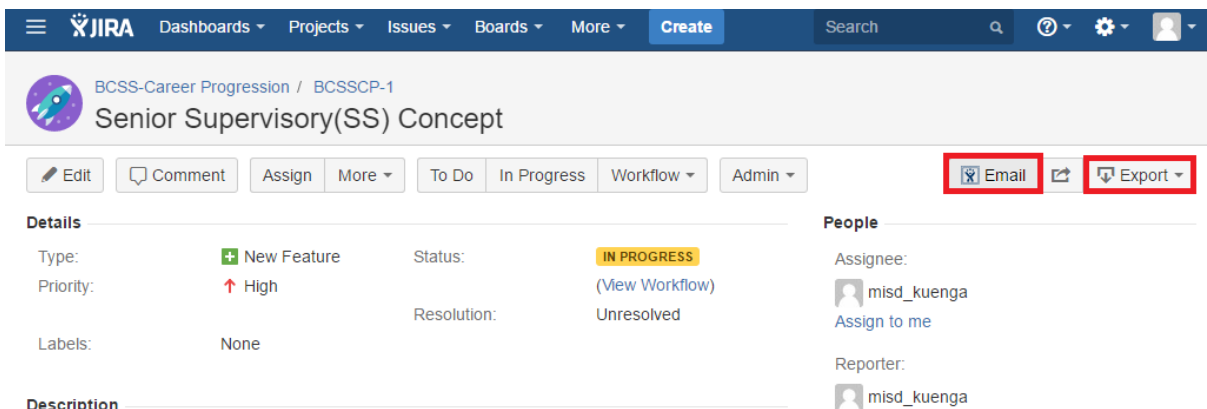 JIRA Dashboards Projects Issues Boards More Create Search
BCSS-Career Progression / BCSSCP-1
Senior Supervisory(SS) Concept
Edit Comment Assign More To Do In Progress Workflow Admin Email Export
Details People
Type: New Feature Status: IN PROGRESS Assignee:
Priority: High (View Workflow) misd_kuenga
Resolution: Unresolved Assign to me
Labels: None
Reporter:
Description misd_kuenga